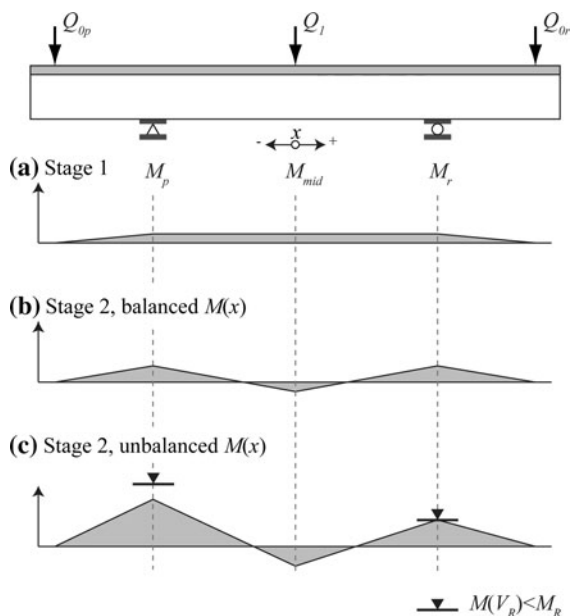 Q0p Q1 Q0r
- x +
(a) Stage 1 Mp Mmid Mr
(b) Stage 2, balanced M(x)
(c) Stage 2, unbalanced M(x)
M(VR)<MR